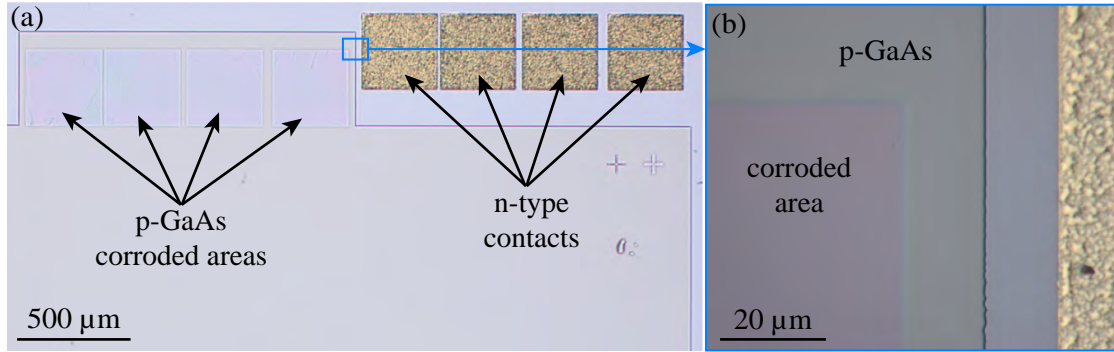 (a)
p-GaAs
corroded areas
n-type
contacts
500 µm
(b)
p-GaAs
corroded
area
20 µm